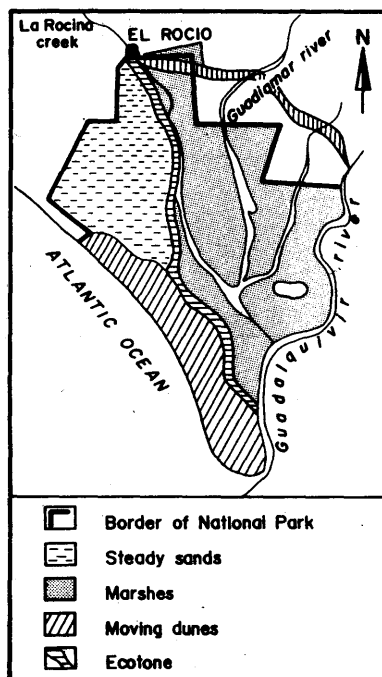 La Rocina
creek
EL ROCIO
Guadiamar river
N
ATLANTIC OCEAN
Guadalquivir river
Border of National Park
Steady sands
Marshes
Moving dunes
Ecotone